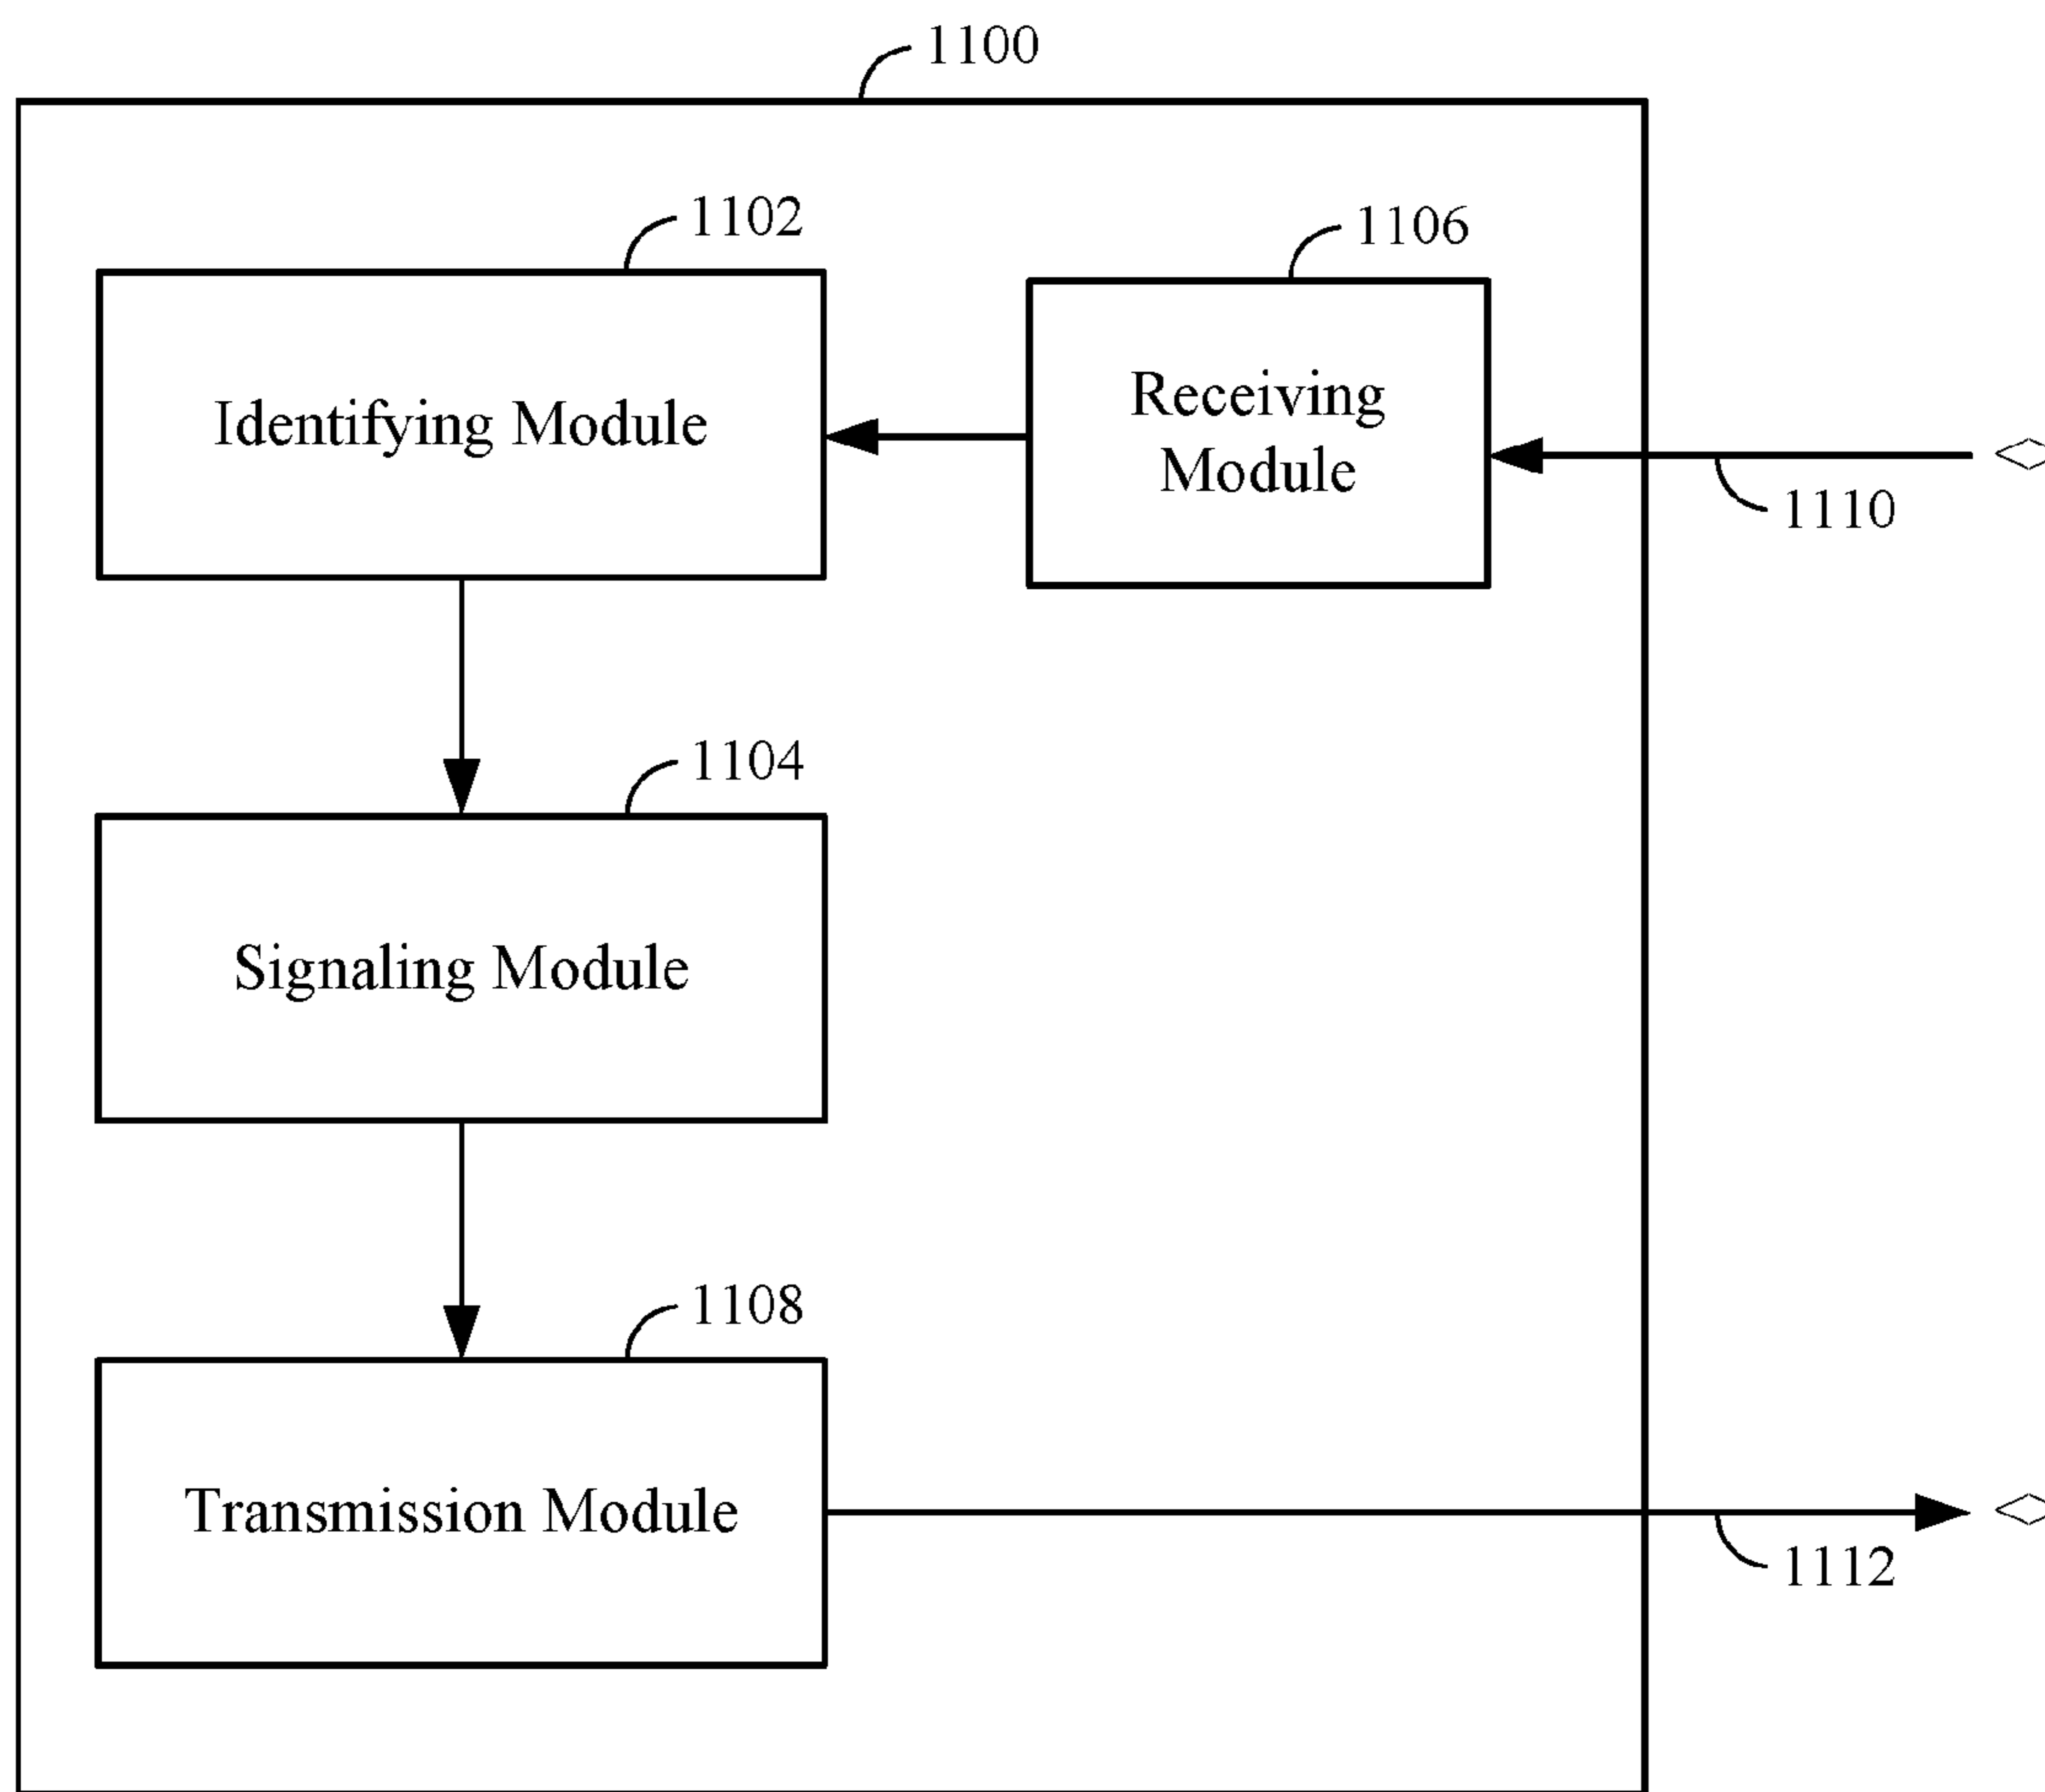 1100
1102
1106
Identifying Module
Receiving
Module
1110
1104
Signaling Module
1108
Transmission Module
1112